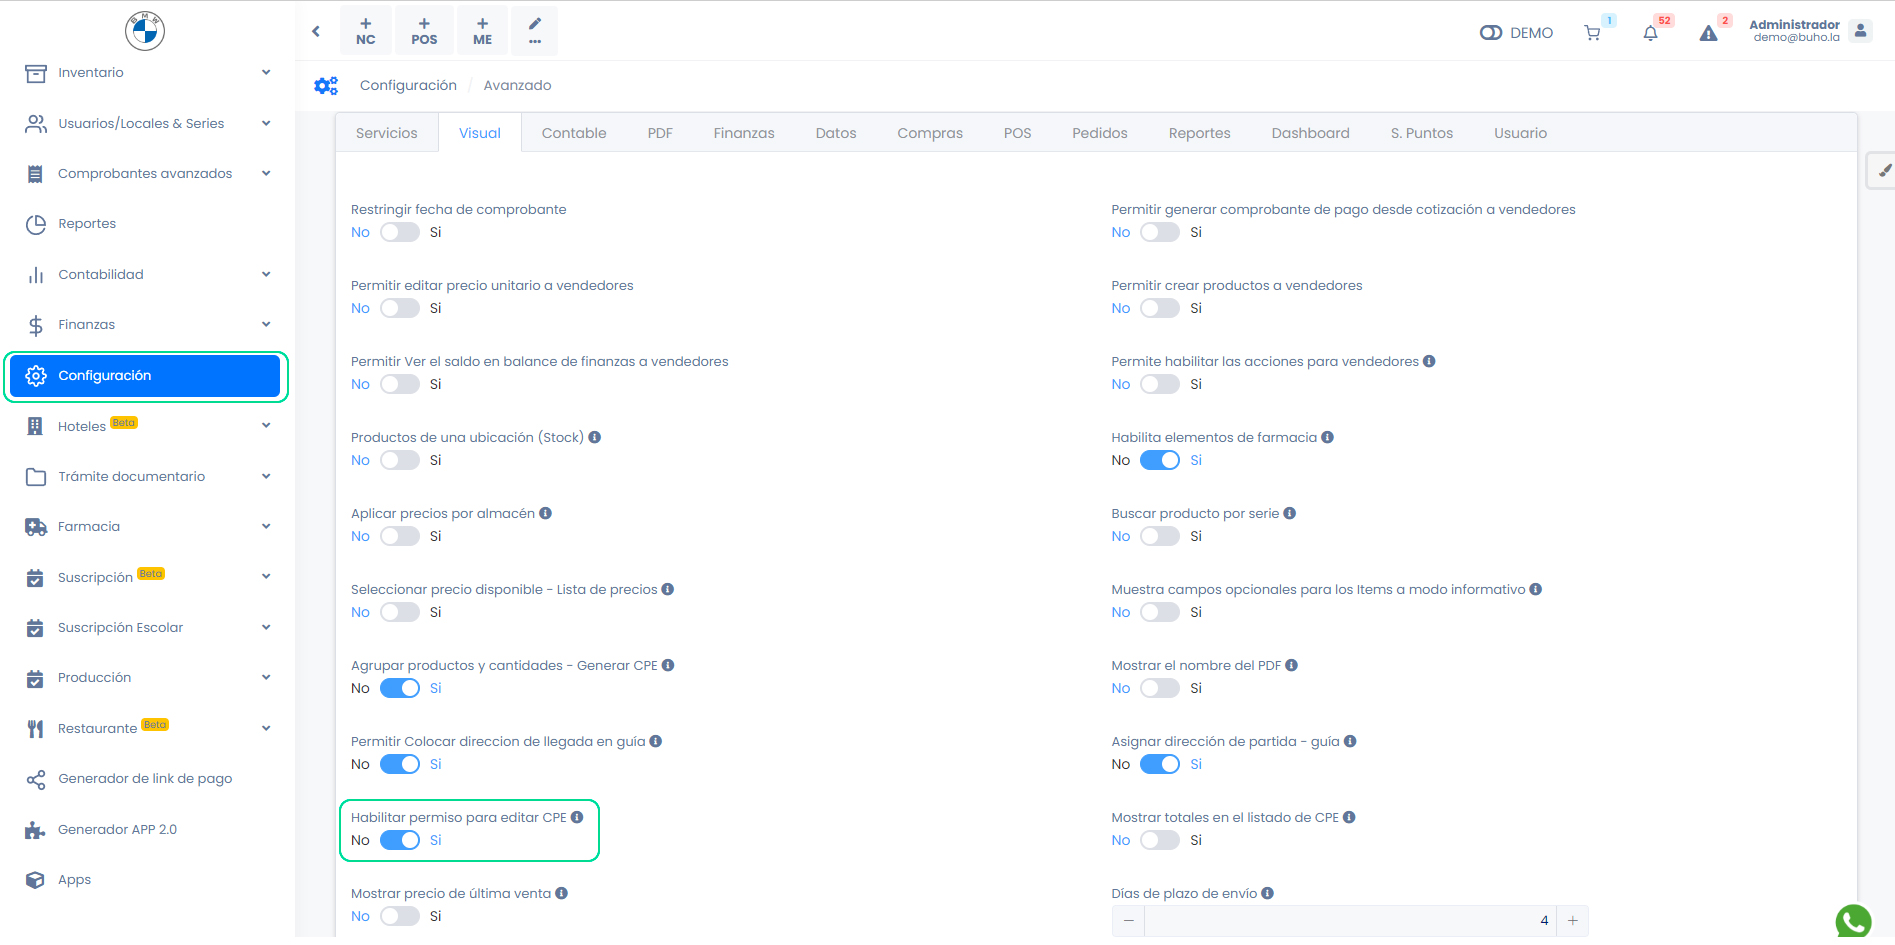 BMW
Inventario
Usuarios/Locales & Series
Comprobantes avanzados
Reportes
Contabilidad
Finanzas
Configuración
Hoteles Beta
Trámite documentario
Farmacia
Suscripción Beta
Suscripción Escolar
Producción
Restaurante Beta
Generador de link de pago
Generador APP 2.0
Apps
+ NC
+ POS
+ ME
...
DEMO
1
52
2
Administrador
demo@buho.la
Configuración / Avanzado
Servicios Visual Contable PDF Finanzas Datos Compras POS Pedidos Reportes Dashboard S. Puntos Usuario
Restringir fecha de comprobante
No Si
Permitir generar comprobante de pago desde cotización a vendedores
No Si
Permitir editar precio unitario a vendedores
No Si
Permitir crear productos a vendedores
No Si
Permitir Ver el saldo en balance de finanzas a vendedores
No Si
Permite habilitar las acciones para vendedores
No Si
Productos de una ubicación (Stock)
No Si
Habilita elementos de farmacia
No Si
Aplicar precios por almacén
No Si
Buscar producto por serie
No Si
Seleccionar precio disponible - Lista de precios
No Si
Muestra campos opcionales para los Items a modo informativo
No Si
Agrupar productos y cantidades - Generar CPE
No Si
Mostrar el nombre del PDF
No Si
Permitir Colocar direccion de llegada en guía
No Si
Asignar dirección de partida - guía
No Si
Habilitar permiso para editar CPE
No Si
Mostrar totales en el listado de CPE
No Si
Mostrar precio de última venta
No Si
Días de plazo de envío
− 4 +